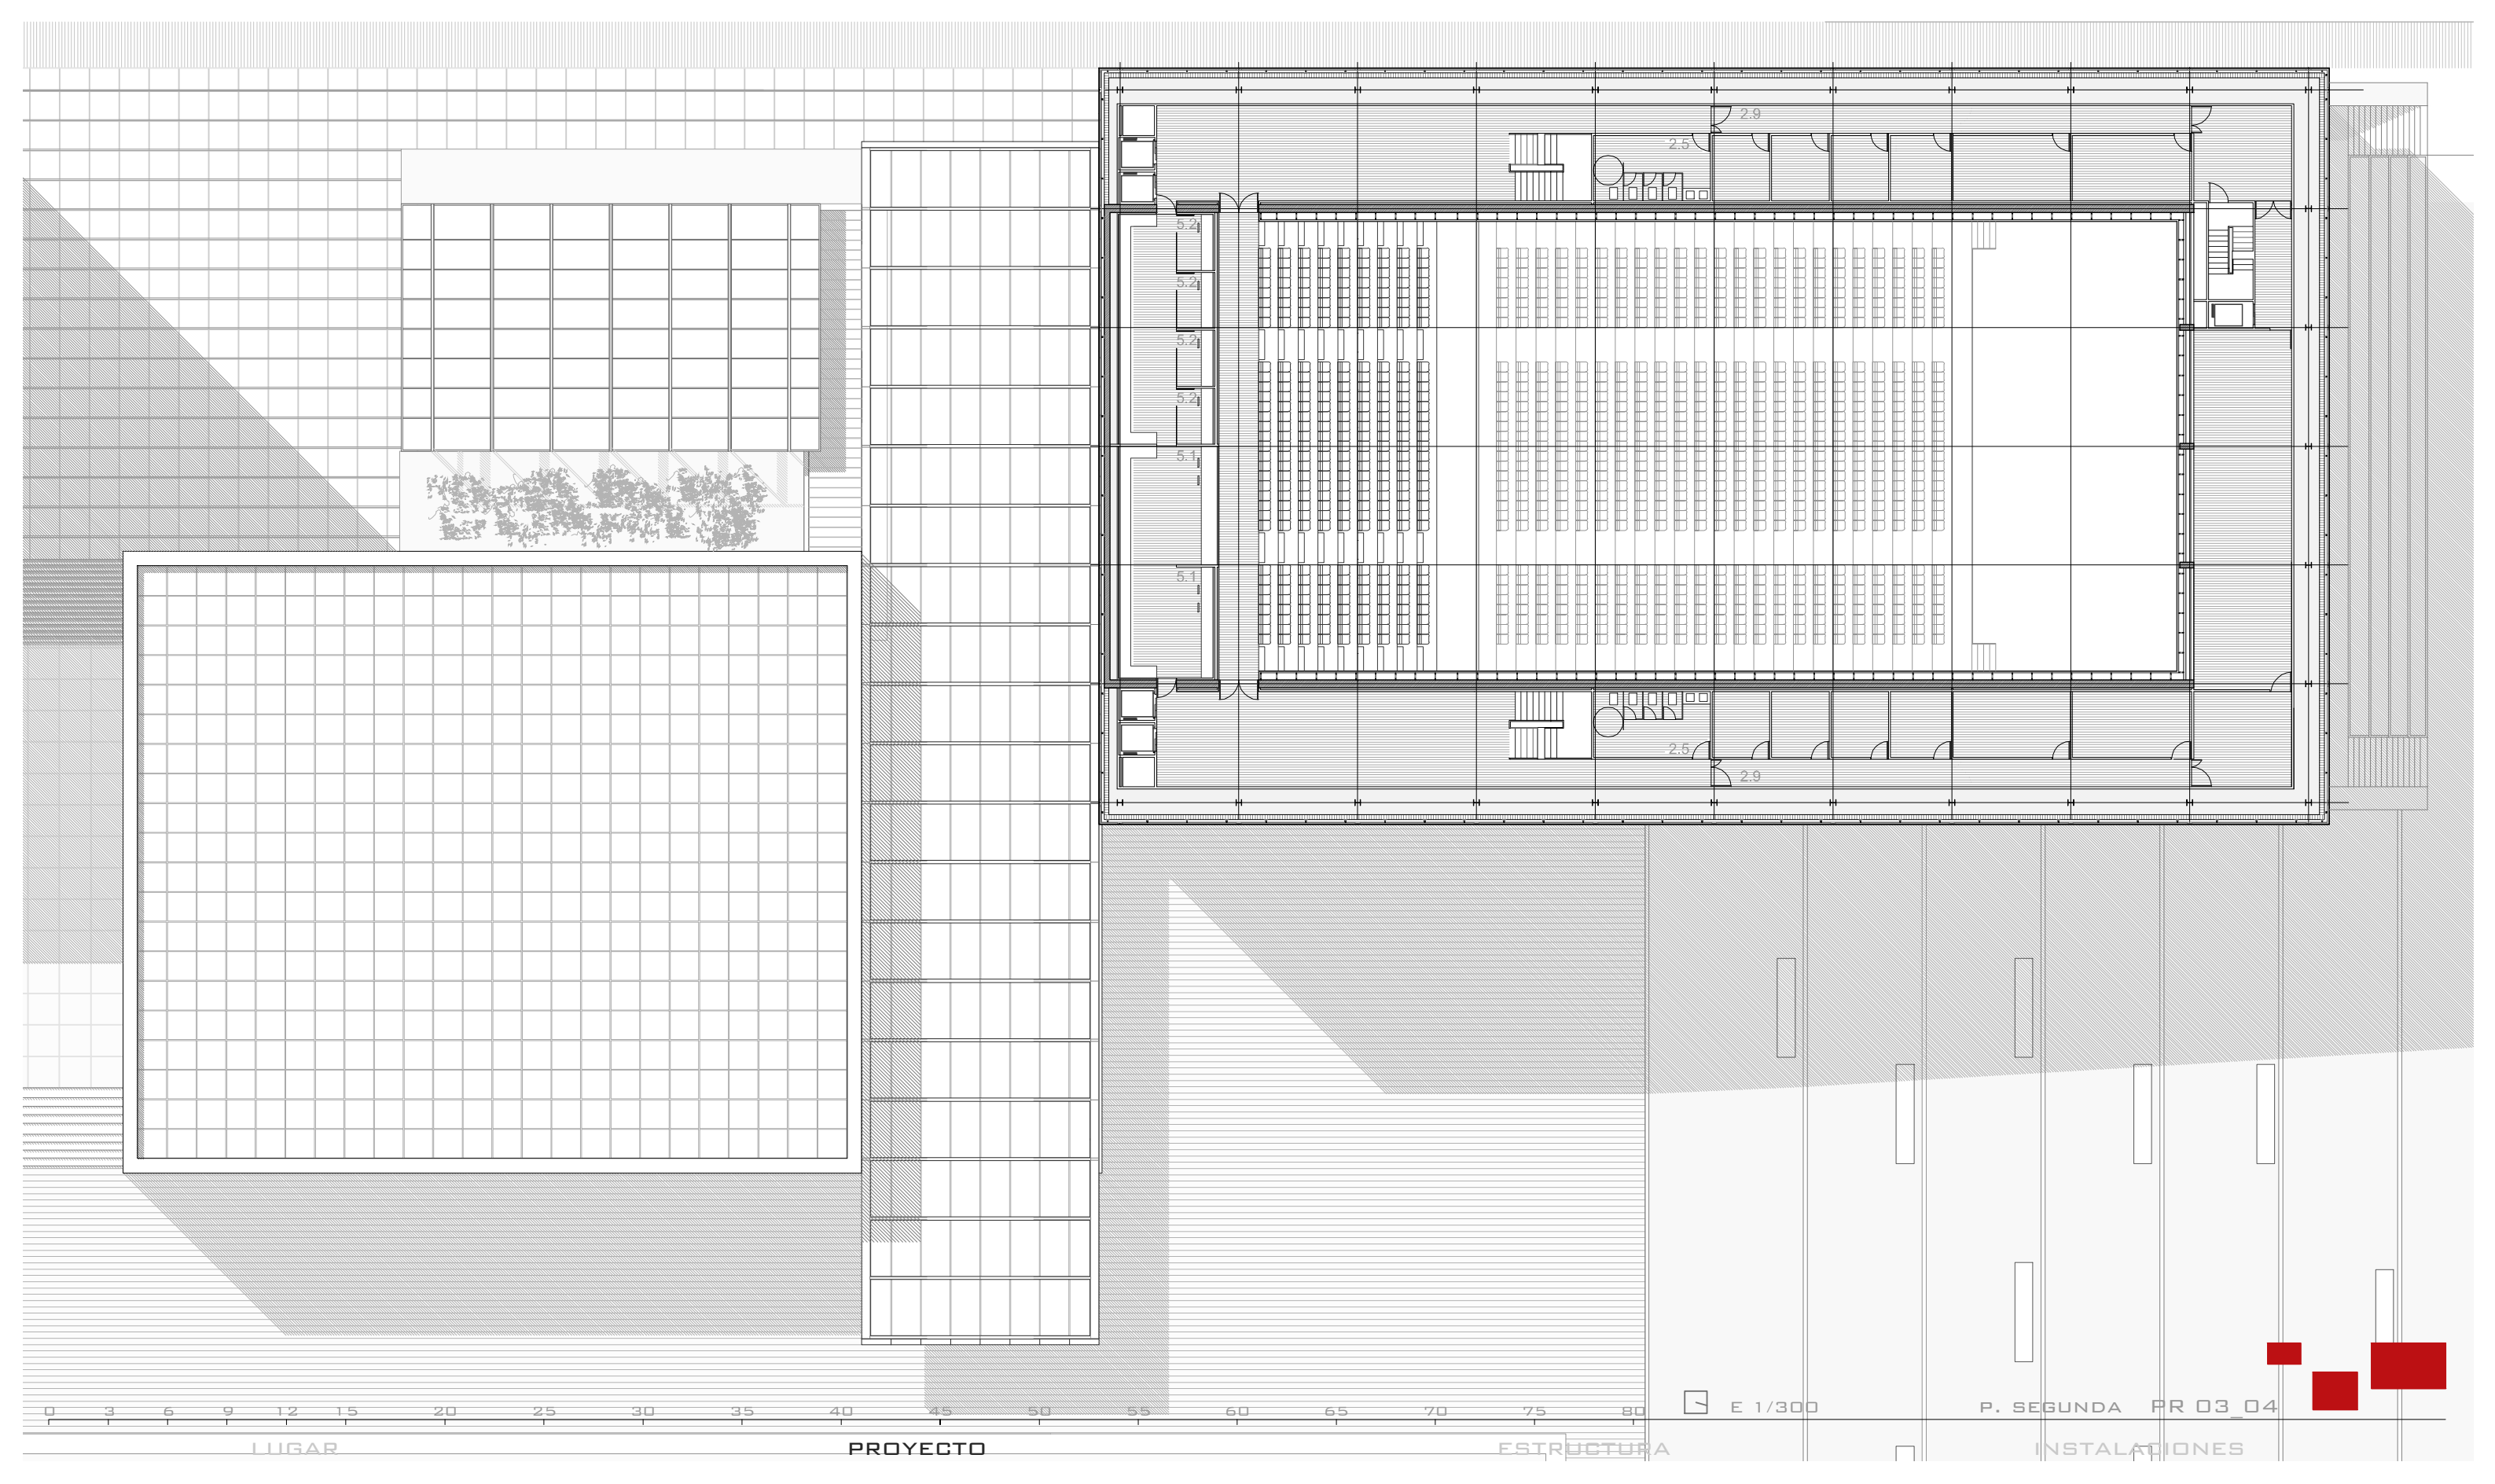 2.9
2.5
5.2
5.2
5.2
5.2
5.1
5.1
2.5
2.9
0 3 6 9 12 15 20 25 30 35 40 45 50 55 60 65 70 75 80
E 1/300
P. SEGUNDA PR 03_04
LUGAR PROYECTO ESTRUCTURA INSTALACIONES